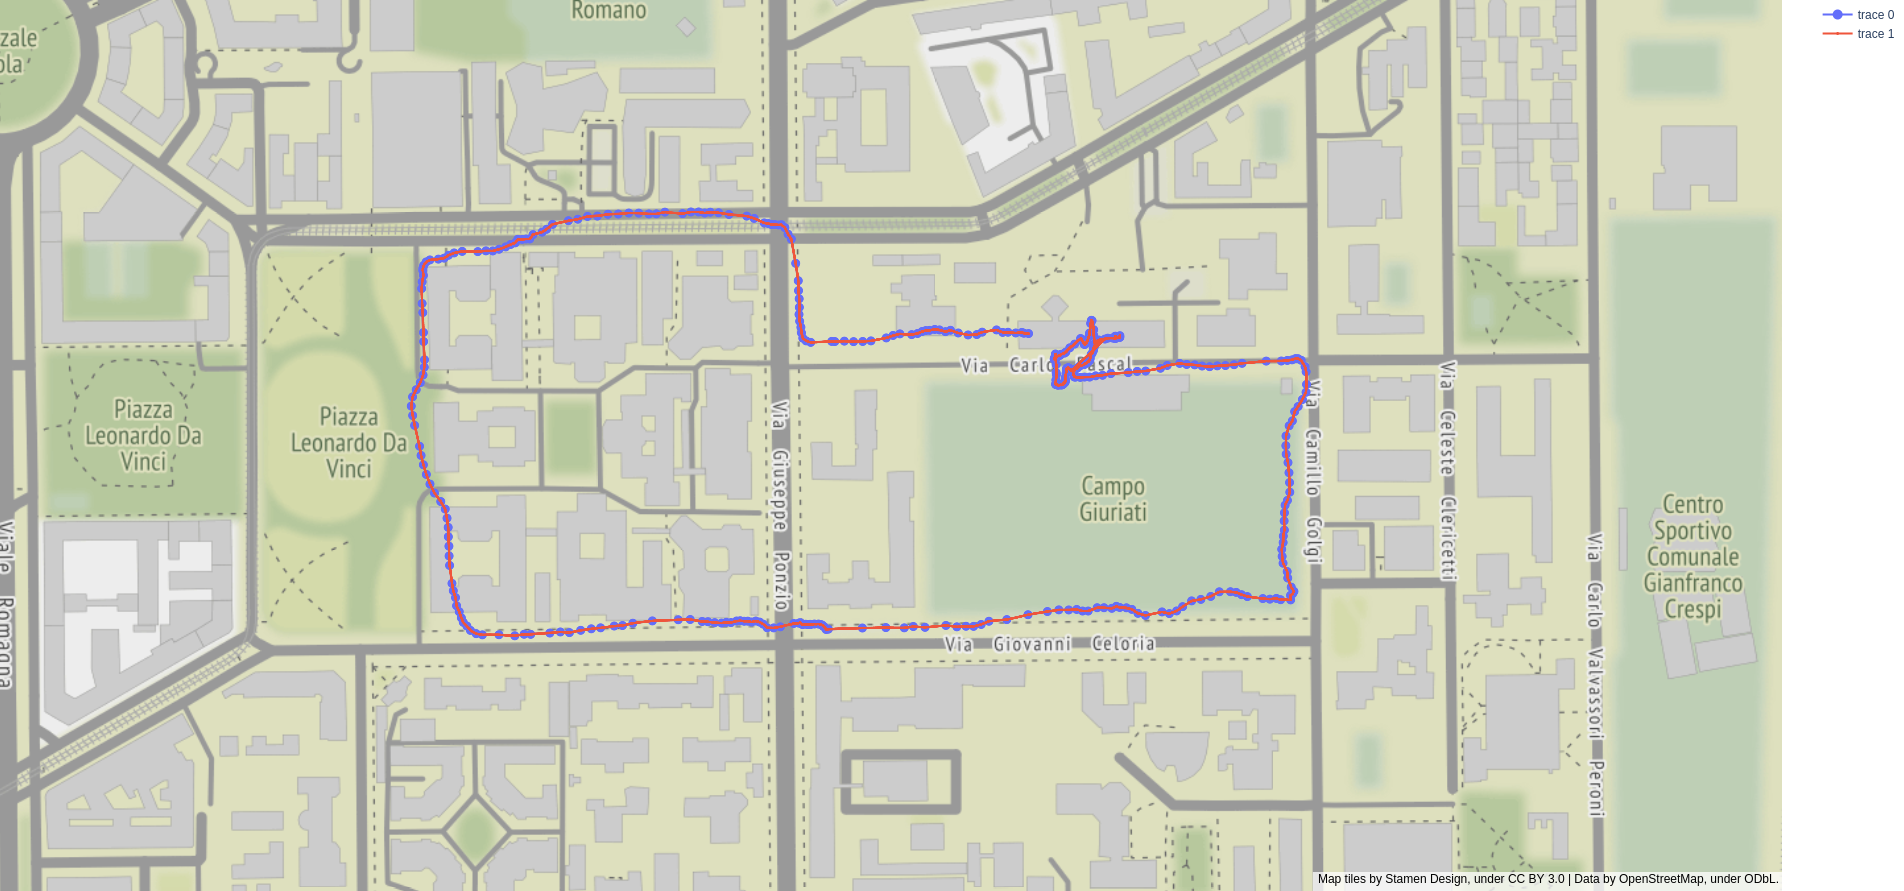 Romano
zale
ola
trace 0
trace 1
Via Carlo Pascal
Piazza
Leonardo Da
Vinci
Piazza
Leonardo Da
Vinci
Via Giuseppe Ponzio
Via Camillo Golgi
Via Celeste Clericetti
Campo
Giuriati
Centro
Sportivo
Comunale
Gianfranco
Crespi
Viale Romagna
Via Giovanni Celoria
Via Carlo Valvassori Peroni
Map tiles by Stamen Design, under CC BY 3.0 | Data by OpenStreetMap, under ODbL.